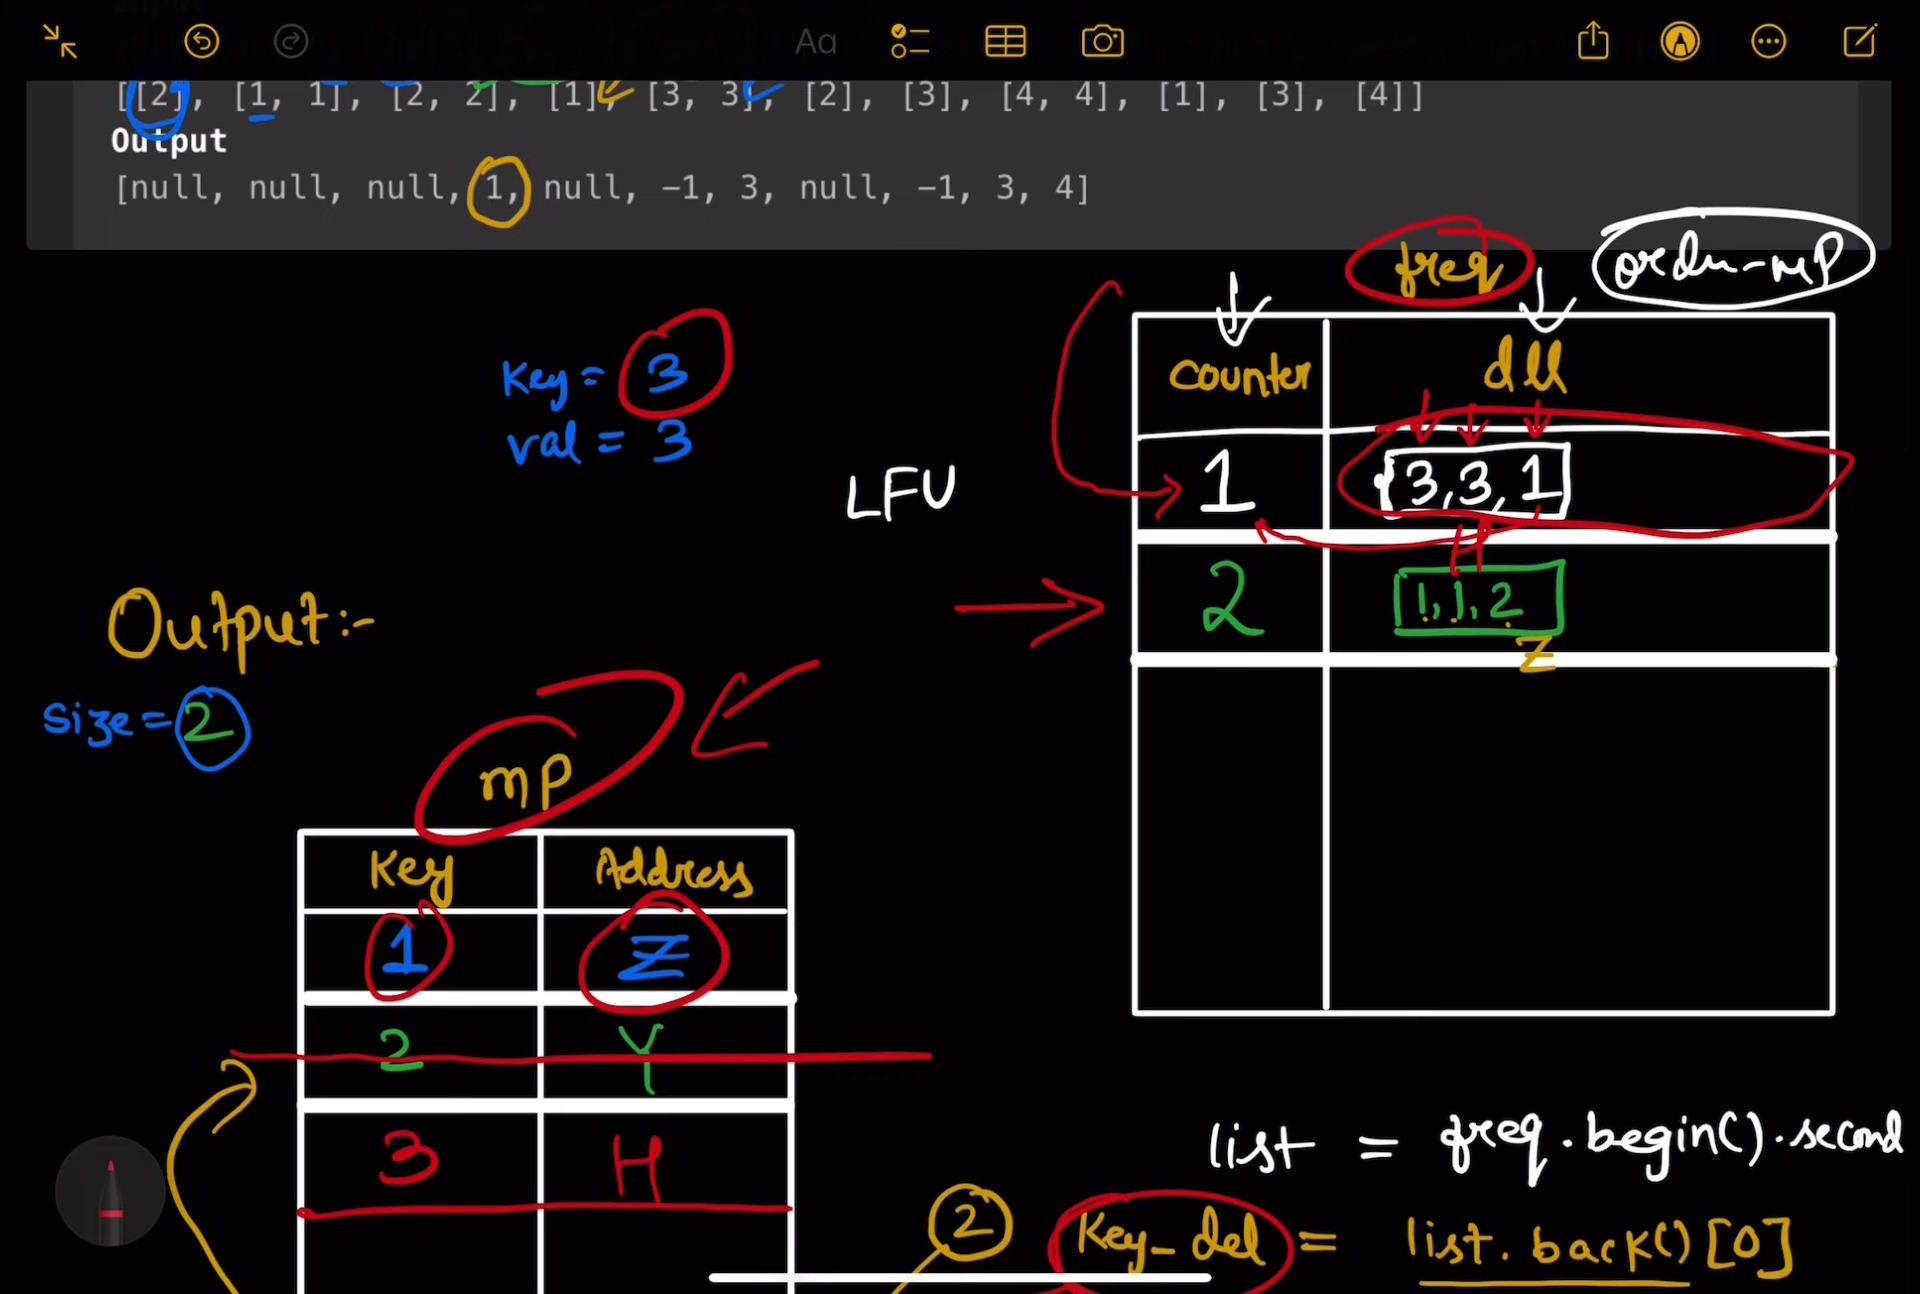 Aa
[[2], [1, 1], [2, 2], [1], [3, 3], [2], [3], [4, 4], [1], [3], [4]]
Output
[null, null, null, 1, null, -1, 3, null, -1, 3, 4]
freq
Key = 3
val = 3
LFU
counter dll
1 {3,3,1
2 1,1,2
Z
Output:-
Size = 2
mp
Key Address
1 Z
2 Y
3 H
list = freq.begin().second
2 Key_del = list.back()[0]